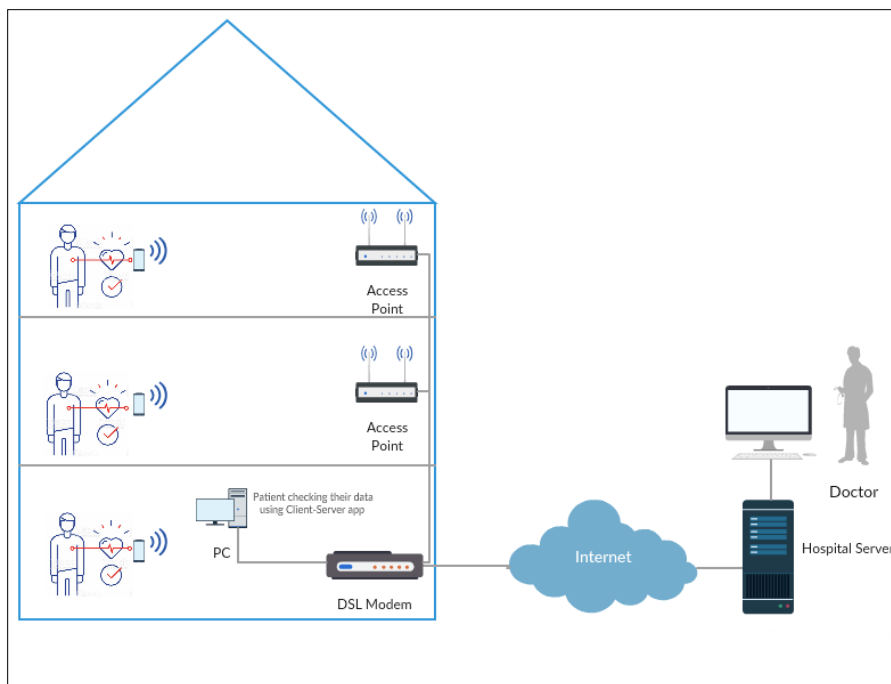 Access
Point
Access
Point
Patient checking their data
using Client-Server app
PC
DSL Modem
Internet
Doctor
Hospital Server